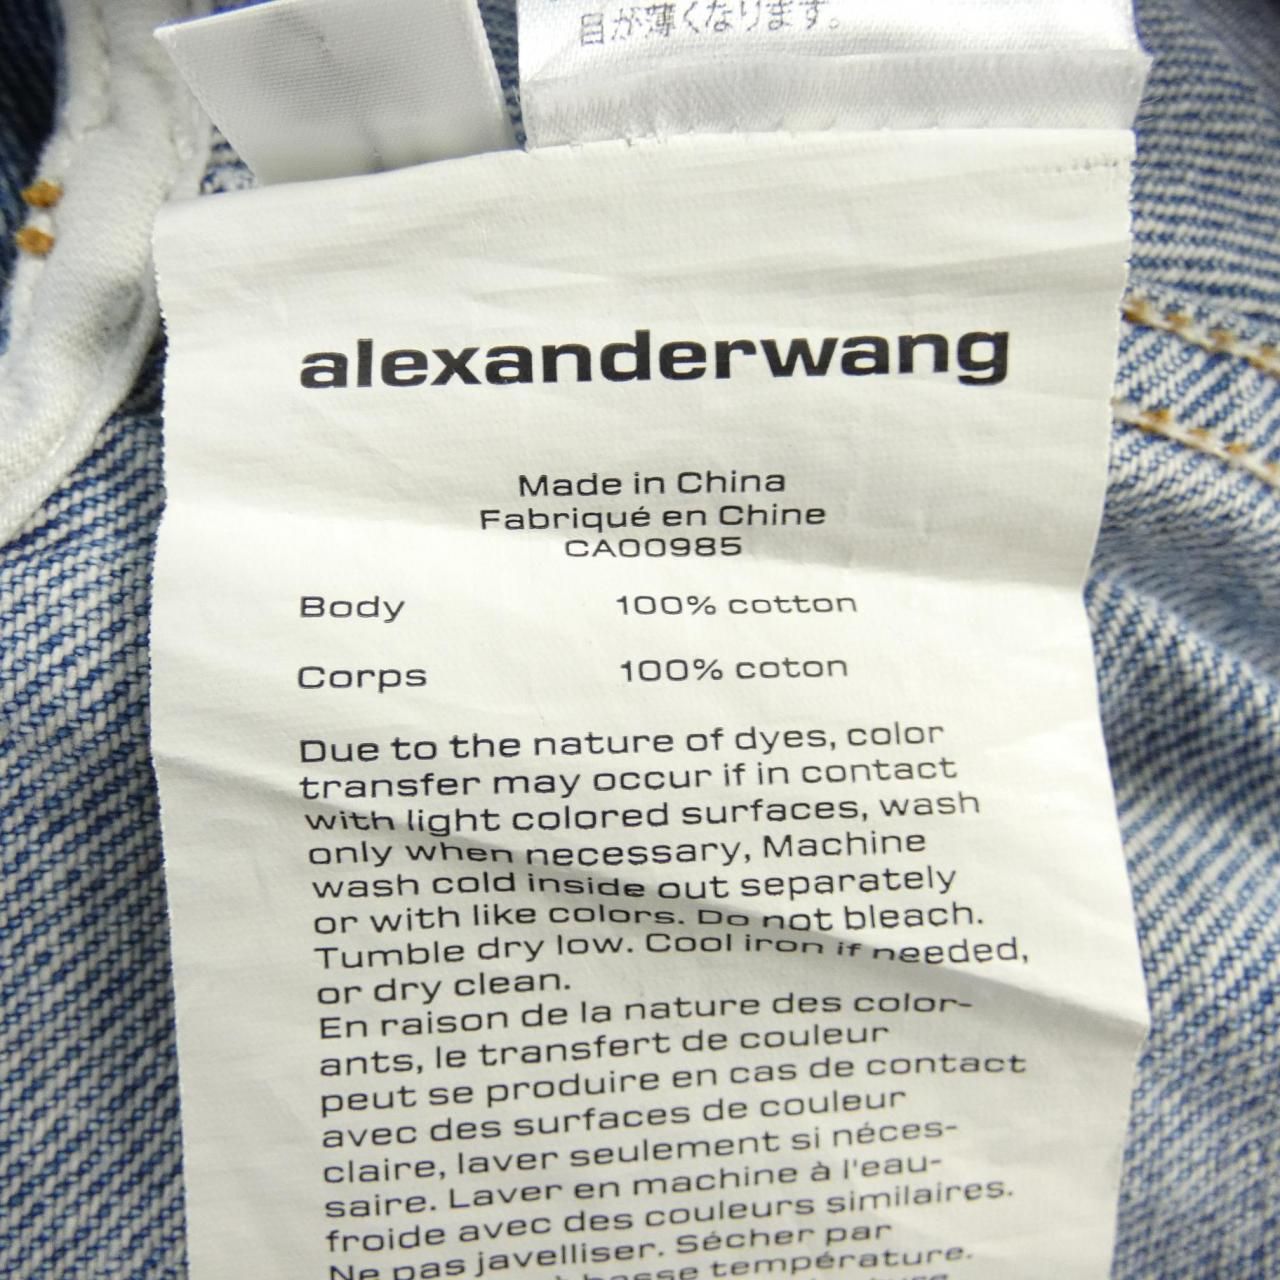 目が薄くなります。
alexanderwang
Made in China
Fabriqué en Chine
CA00985
Body 100% cotton
Corps 100% coton
Due to the nature of dyes, color
transfer may occur if in contact
with light colored surfaces, wash
only when necessary, Machine
wash cold inside out separately
or with like colors. Do not bleach.
Tumble dry low. Cool iron if needed,
or dry clean.
En raison de la nature des color-
ants, le transfert de couleur
peut se produire en cas de contact
avec des surfaces de couleur
claire, laver seulement si néces-
saire. Laver en machine à l'eau-
froide avec des couleurs similaires.
Ne pas javelliser. Sécher par
basse température.